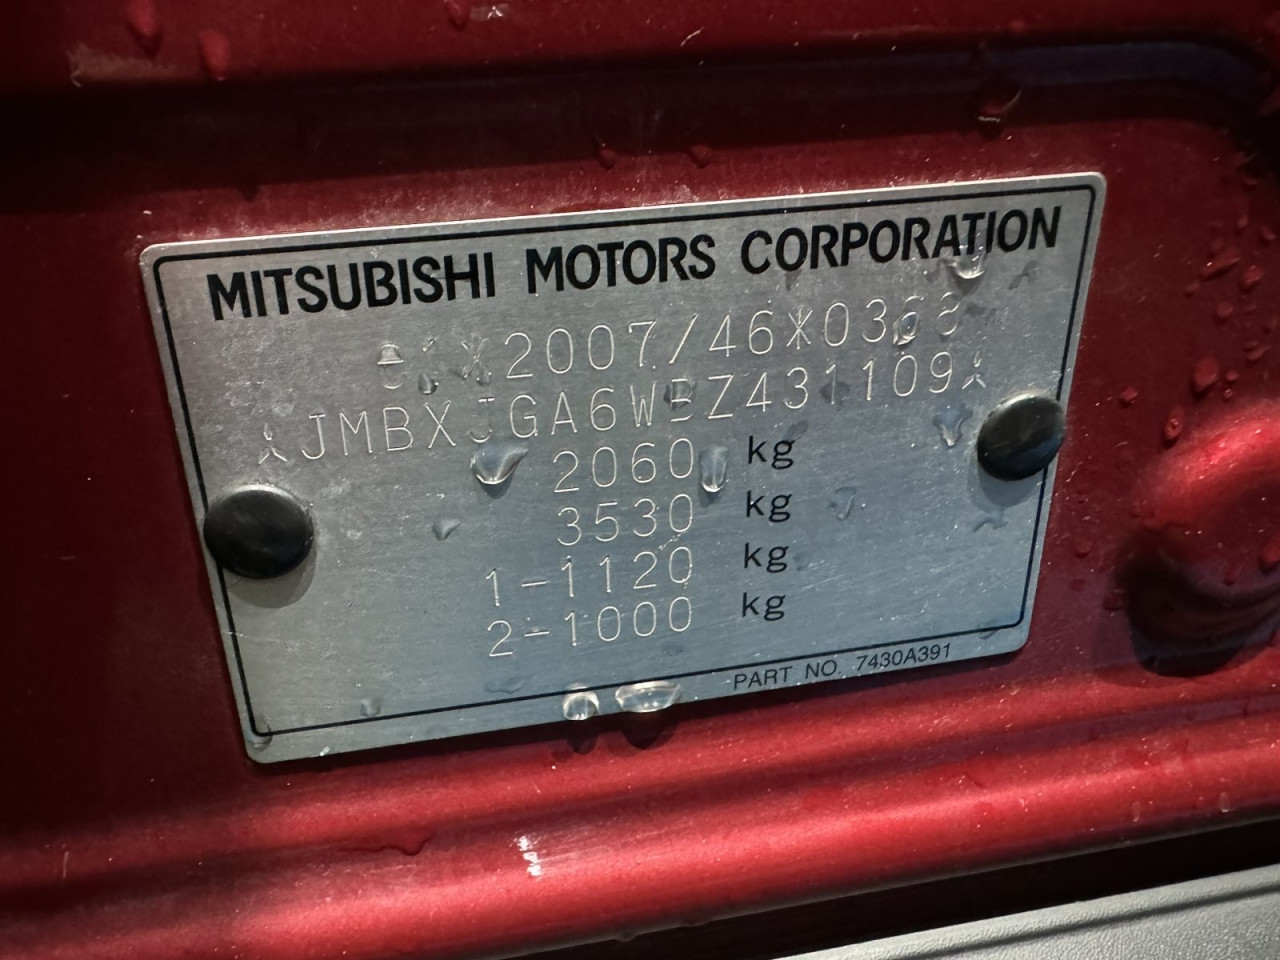 MITSUBISHI MOTORS CORPORATION
2007/46*0368
JMBXJGA6WBZ431109
2060 kg
3530 kg
1-1120 kg
2-1000 kg
PART NO. 7430A391